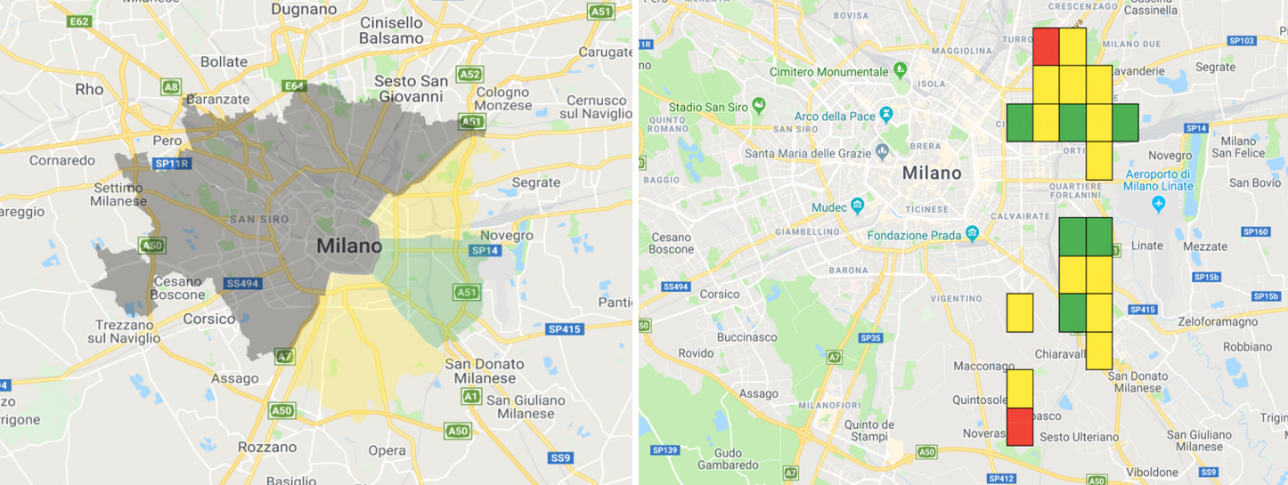 Dugnano
A51
E62
Cinisello
Balsamo
Carugate
Bollate
A52
Rho
A8
E64
Sesto San
Giovanni
Baranzate
Cologno
Monzese
Cernusco
sul Naviglio
A51
Pero
Cornaredo
SP11R
Settimo
Milanese
Segrate
areggio
SAN SIRO
Novegro
A50
Milano
SP14
Cesano
Boscone
SS494
A51
Corsico
Trezzano
sul Naviglio
SP415
A7
San Donato
Milanese
Assago
A1
San Giuliano
Milanese
A50
A50
Rozzano
Opera
SS9
Basiglio
CRESCENZAGO
Cassinella
BOVISA
TURRO
MILANO DUE
SP103
MAGGIOLINA
Cimitero Monumentale
ISOLA
Segrate
Stadio San Siro
QUINTO
ROMANO
SAN SIRO
Arco della Pace
SP14
Santa Maria delle Grazie
BRERA
Milano
San Felice
Novegro
BAGGIO
Milano
QUARTIERE
FORLANINI
Aeroporto di
Milano Linate
San Bovio
Mudec
TICINESE
CALVAIRATE
GIAMBELLINO
Fondazione Prada
SP160
Cesano
Boscone
Linate
Mezzate
BARONA
SP15b
SS494
Corsico
VIGENTINO
SP15b
SP415
Zeloforamagno
Buccinasco
SP35
Rovido
A7
Robbiano
Macconago
San Donato
Milanese
Assago
Quintosole
MILANOFIORI
Quinto de
Stampi
Sesto Ulteriano
San Giuliano
Milanese
SP139
Gudo
Gambaredo
A50
A7
Viboldone
SS9
SP412
A50